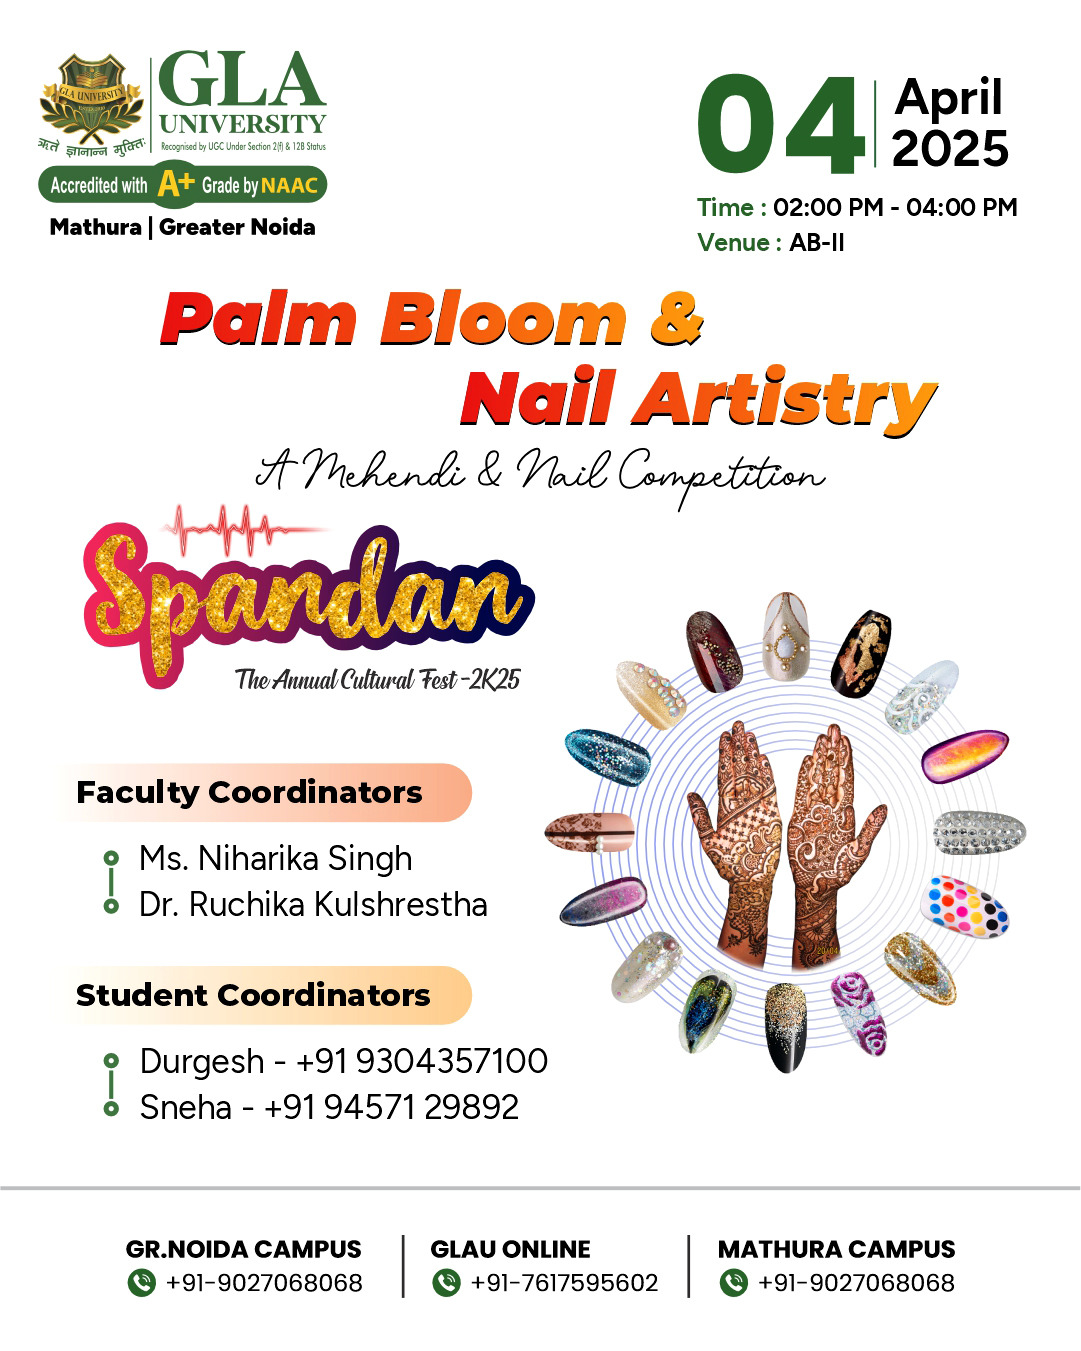 GLA UNIVERSITY
ऋते ज्ञानान्न मुक्तिः
GLA
UNIVERSITY
Recognised by UGC Under Section 2(f) & 12B Status
Accredited with A+ Grade by NAAC
Mathura | Greater Noida
04 April
2025
Time : 02:00 PM - 04:00 PM
Venue : AB-II
Palm Bloom &
Nail Artistry
A Mehendi & Nail Competition
Spandan
The Annual Cultural Fest -2K25
Faculty Coordinators
Ms. Niharika Singh
Dr. Ruchika Kulshrestha
Student Coordinators
Durgesh - +91 9304357100
Sneha - +91 94571 29892
GR.NOIDA CAMPUS
+91-9027068068
GLAU ONLINE
+91-7617595602
MATHURA CAMPUS
+91-9027068068